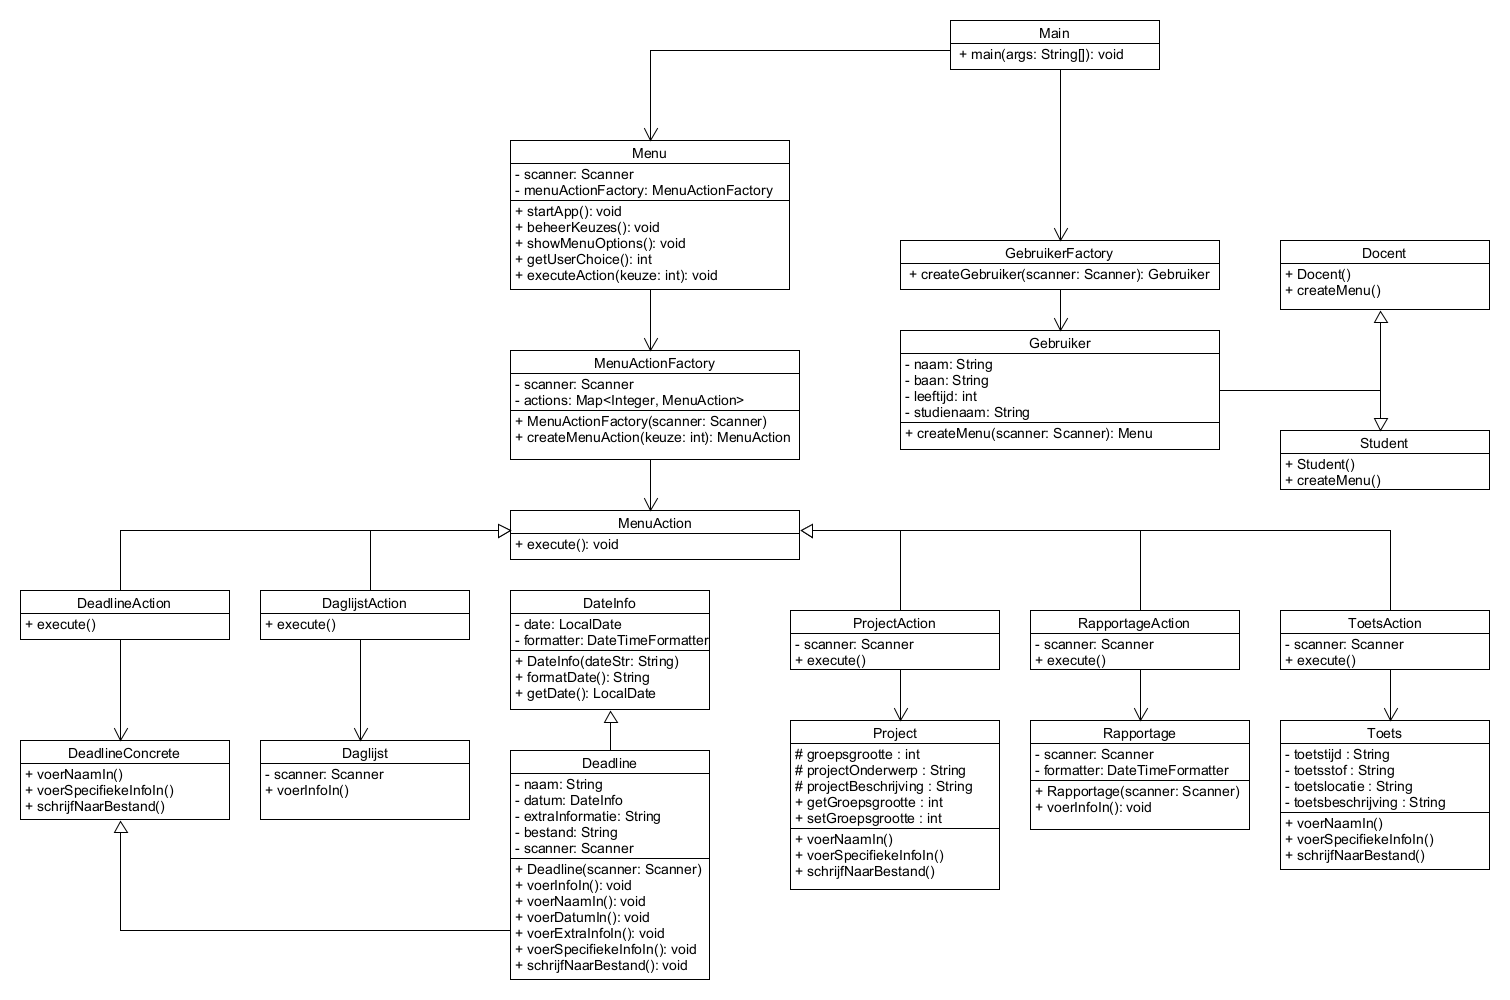 Main
+ main(args: String[]): void
Menu
- scanner: Scanner
- menuActionFactory: MenuActionFactory
+ startApp(): void
+ beheerKeuzes(): void
+ showMenuOptions(): void
+ getUserChoice(): int
+ executeAction(keuze: int): void
GebruikerFactory
+ createGebruiker(scanner: Scanner): Gebruiker
Docent
+ Docent()
+ createMenu()
Gebruiker
- naam: String
- baan: String
- leeftijd: int
- studienaam: String
+ createMenu(scanner: Scanner): Menu
MenuActionFactory
- scanner: Scanner
- actions: Map<Integer, MenuAction>
+ MenuActionFactory(scanner: Scanner)
+ createMenuAction(keuze: int): MenuAction
Student
+ Student()
+ createMenu()
MenuAction
+ execute(): void
DeadlineAction
+ execute()
DaglijstAction
+ execute()
DateInfo
- date: LocalDate
- formatter: DateTimeFormatter
+ DateInfo(dateStr: String)
+ formatDate(): String
+ getDate(): LocalDate
ProjectAction
- scanner: Scanner
+ execute()
RapportageAction
- scanner: Scanner
+ execute()
ToetsAction
- scanner: Scanner
+ execute()
DeadlineConcrete
+ voerNaamIn()
+ voerSpecifiekeInfoIn()
+ schrijfNaarBestand()
Daglijst
- scanner: Scanner
+ voerInfoIn()
Deadline
- naam: String
- datum: DateInfo
- extraInformatie: String
- bestand: String
- scanner: Scanner
+ Deadline(scanner: Scanner)
+ voerInfoIn(): void
+ voerNaamIn(): void
+ voerDatumIn(): void
+ voerExtraInfoIn(): void
+ voerSpecifiekeInfoIn(): void
+ schrijfNaarBestand(): void
Project
# groepsgrootte : int
# projectOnderwerp : String
# projectBeschrijving : String
+ getGroepsgrootte : int
+ setGroepsgrootte : int
+ voerNaamIn()
+ voerSpecifiekeInfoIn()
+ schrijfNaarBestand()
Rapportage
- scanner: Scanner
- formatter: DateTimeFormatter
+ Rapportage(scanner: Scanner)
+ voerInfoIn(): void
Toets
- toetstijd : String
- toetsstof : String
- toetslocatie : String
- toetsbeschrijving : String
+ voerNaamIn()
+ voerSpecifiekeInfoIn()
+ schrijfNaarBestand()